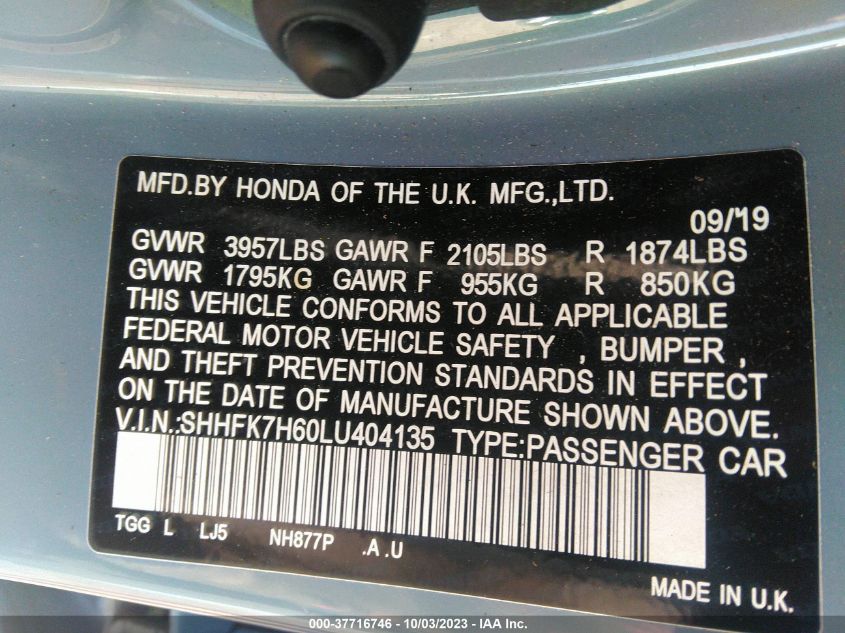 MFD.BY HONDA OF THE U.K. MFG.,LTD.
09/'19
GVWR 3957LBS GAWR F 2105LBS R 1874LBS
GVWR 1795KG GAWR F 955KG R 850KG
THIS VEHICLE CONFORMS TO ALL APPLICABLE
FEDERAL MOTOR VEHICLE SAFETY , BUMPER ,
AND THEFT PREVENTION STANDARDS IN EFFECT
ON THE DATE OF MANUFACTURE SHOWN ABOVE.
V.I.N.:SHHFK7H60LU404135 TYPE:PASSENGER CAR
TGG L LJ5 NH877P .A .U
MADE IN U.K.
000-37716746 - 10/03/2023 - IAA Inc.